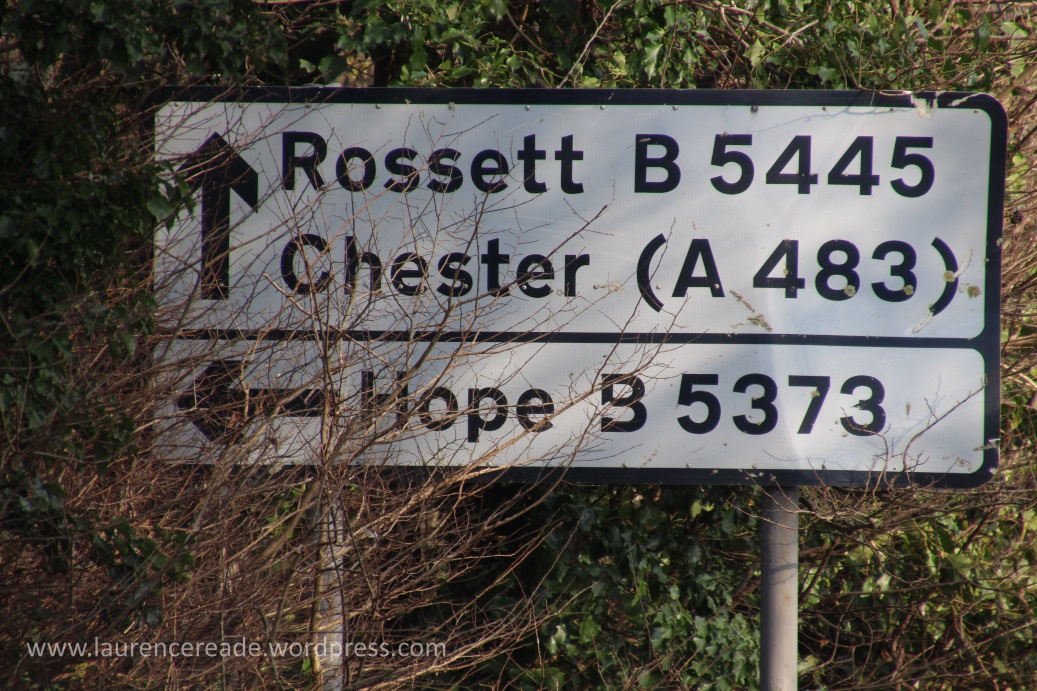 Rossett B 5445
Chester (A 483)
Hope B 5373
www.laurencereade.wordpress.com